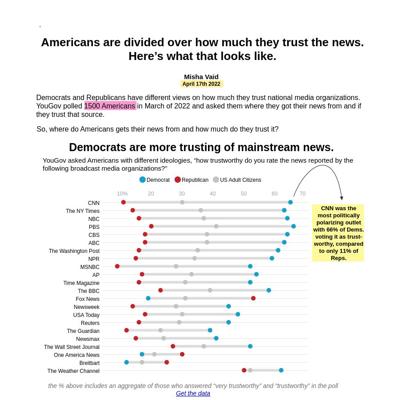 Americans are divided over how much they trust the news.
Here's what that looks like.
Misha Vaid
April 17th 2022
Democrats and Republicans have different views on how much they trust national media organizations.
YouGov polled 1500 Americans in March of 2022 and asked them where they got their news from and if
they trust that source.
So, where do Americans get their news from and how much do they trust it?
Democrats are more trusting of mainstream news.
YouGov asked Americans with different ideologies, "how trustworthy do you rate the news reported by the
following broadcast media organizations?"
Democrat Republican US Adult Citizens
10% 20 30 40 50 60 70
CNN
The NY Times
NBC
PBS
CBS
ABC
The Washington Post
NPR
MSNBC
AP
Time Magazine
The BBC
Fox News
Newsweek
USA Today
Reuters
The Guardian
Newsmax
The Wall Street Journal
One America News
Breitbart
The Weather Channel
CNN was the
most politically
polarizing outlet
with 66% of Dems.
voting it as trust-
worthy, compared
to only 11% of
Reps.
the % above includes an aggregate of those who answered "very trustworthy" and "trustworthy" in the poll
Get the data